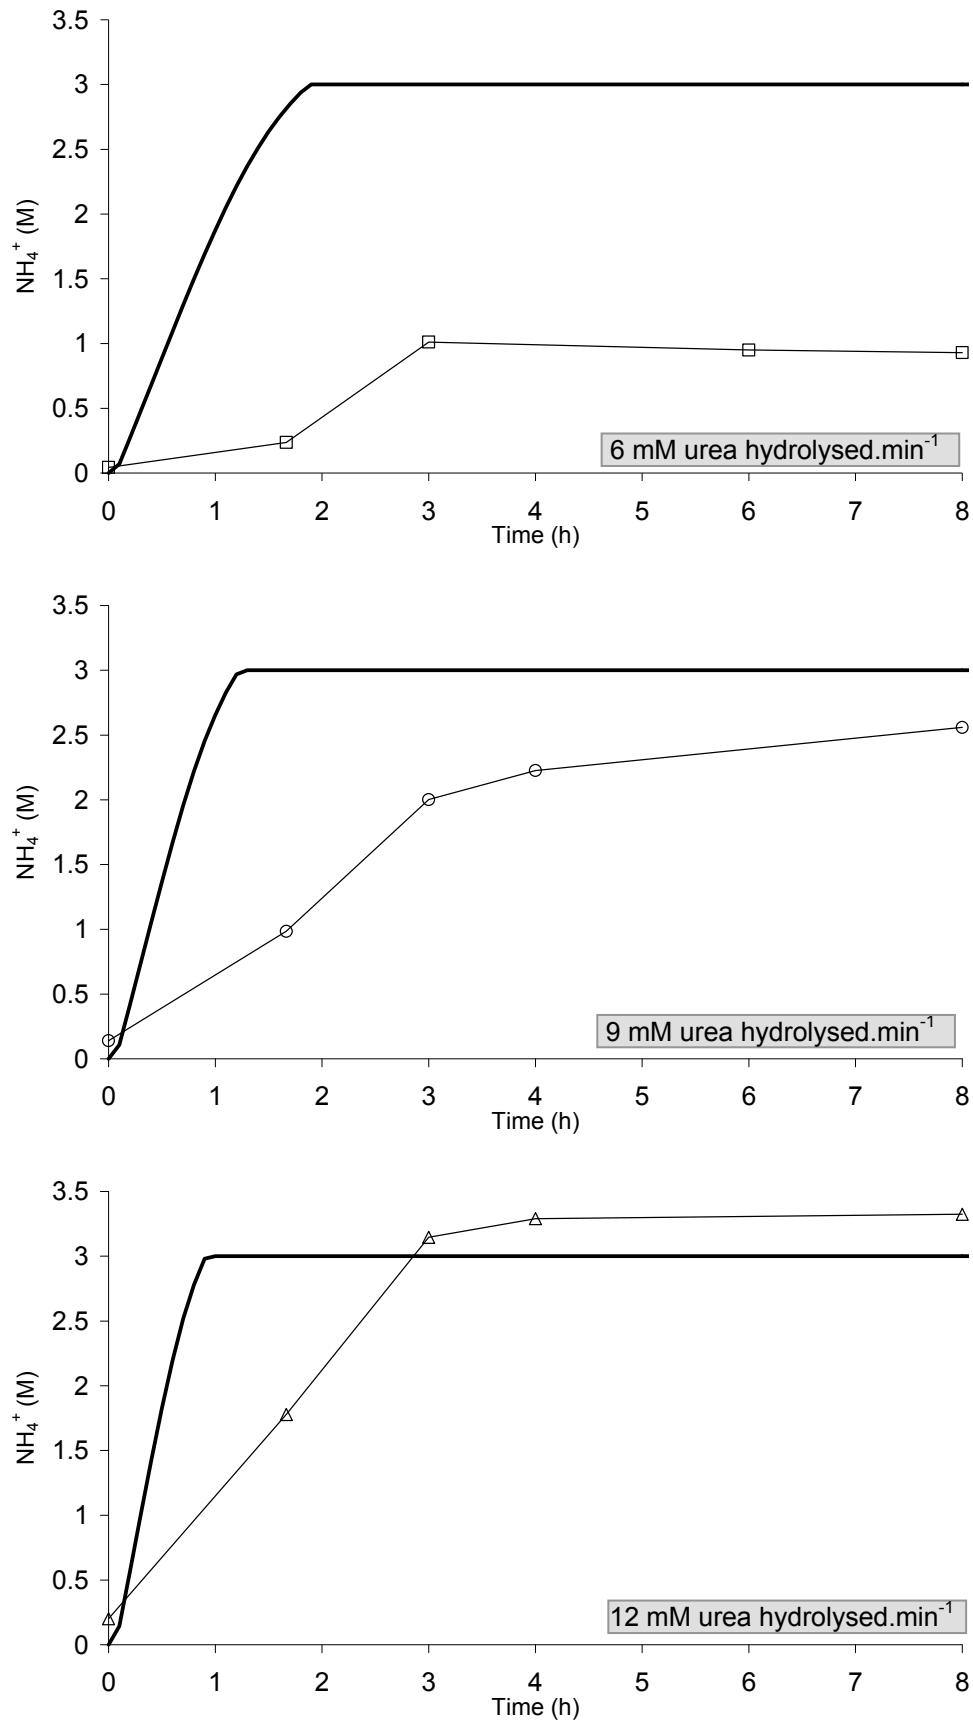 3.5
3
2.5
2
1.5
1
0.5
0
NH₄⁺ (M)
6 mM urea hydrolysed.min⁻¹
0 1 2 3 4 5 6 7 8
Time (h)
3.5
3
2.5
2
1.5
1
0.5
0
NH₄⁺ (M)
9 mM urea hydrolysed.min⁻¹
0 1 2 3 4 5 6 7 8
Time (h)
3.5
3
2.5
2
1.5
1
0.5
0
NH₄⁺ (M)
12 mM urea hydrolysed.min⁻¹
0 1 2 3 4 5 6 7 8
Time (h)